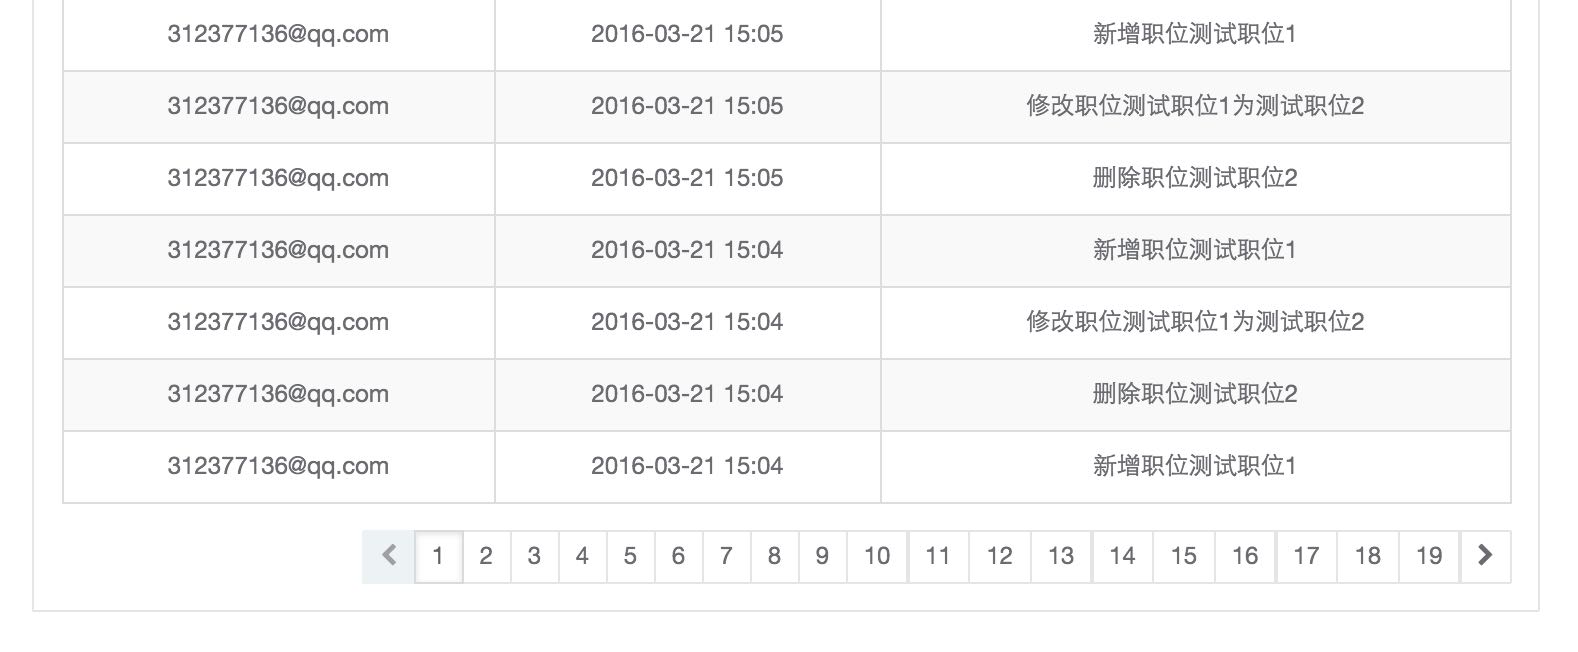 312377136@qq.com 2016-03-21 15:05 新增职位测试职位1
312377136@qq.com 2016-03-21 15:05 修改职位测试职位1为测试职位2
312377136@qq.com 2016-03-21 15:05 删除职位测试职位2
312377136@qq.com 2016-03-21 15:04 新增职位测试职位1
312377136@qq.com 2016-03-21 15:04 修改职位测试职位1为测试职位2
312377136@qq.com 2016-03-21 15:04 删除职位测试职位2
312377136@qq.com 2016-03-21 15:04 新增职位测试职位1
1 2 3 4 5 6 7 8 9 10 11 12 13 14 15 16 17 18 19